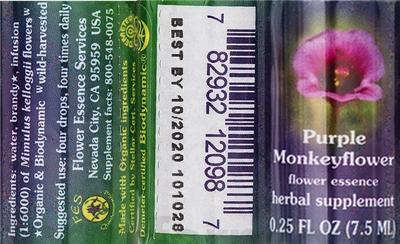 Ingredients: water, brandy★, infusion
(1:6000) of Mimulus kelloggii flowers w
★Organic & Biodynamic w wild-harvested
Suggested use: four drops, four times daily
FES
Flower Essence Services
Nevada City, CA 95959 USA
Supplement facts: 800-548-0075
Made with Organic ingredients
Certified by Stellar Cert. Services
Demeter-certified Biodynamic®
BEST BY 10/2020 101028
7 82932 12098 7
Purple
Monkeyflower
flower essence
herbal supplement
0.25 FL OZ (7.5 ML)